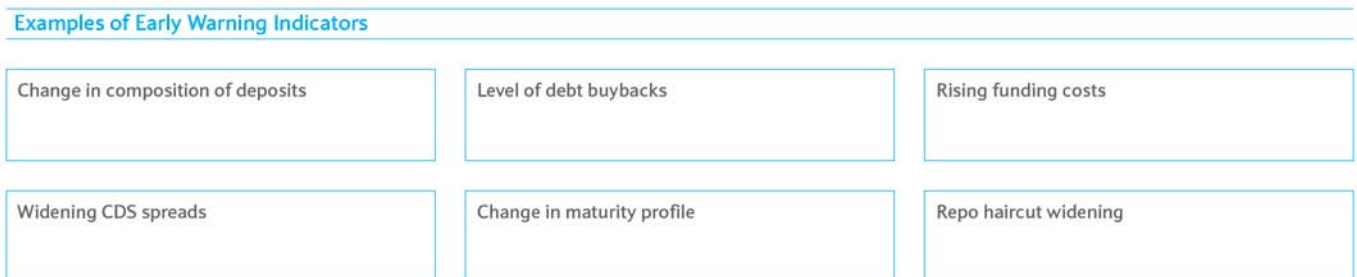 Examples of Early Warning Indicators
Change in composition of deposits
Level of debt buybacks
Rising funding costs
Widening CDS spreads
Change in maturity profile
Repo haircut widening